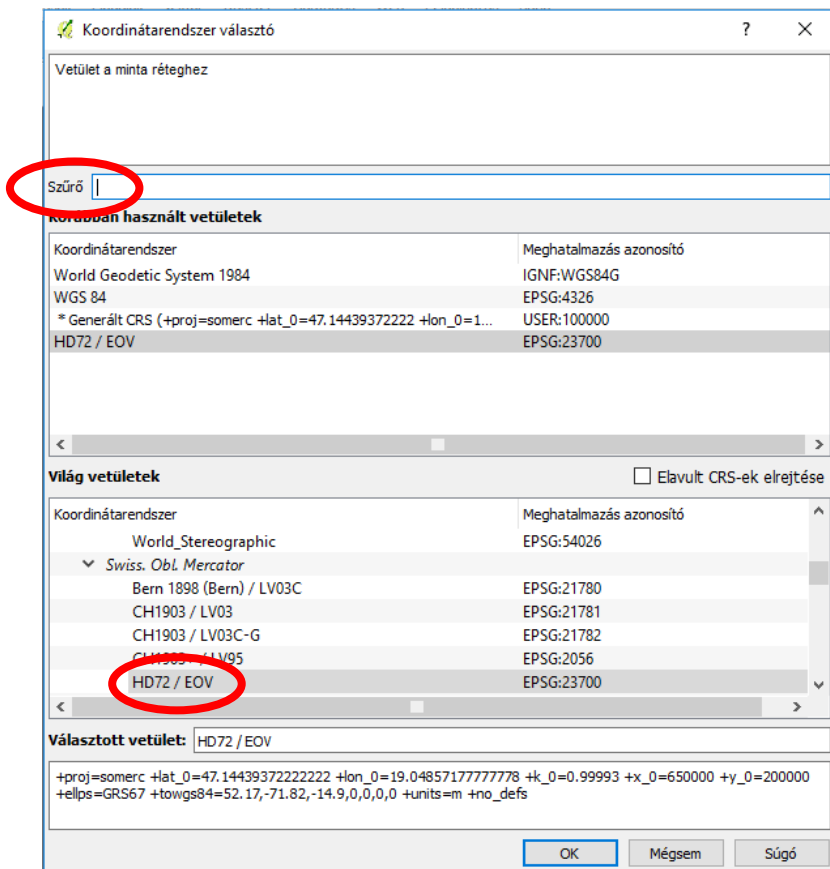 Koordinátarendszer választó
Vetület a minta réteghez
Szűrő
Korábban használt vetületek
Koordinátarendszer Meghatalmazás azonosító
World Geodetic System 1984 IGNF:WGS84G
WGS 84 EPSG:4326
* Generált CRS (+proj=somerc +lat_0=47.14439372222 +lon_0=1... USER:100000
HD72 / EOV EPSG:23700
Világ vetületek Elavult CRS-ek elrejtése
Koordinátarendszer Meghatalmazás azonosító
World_Stereographic EPSG:54026
Swiss. Obl. Mercator
Bern 1898 (Bern) / LV03C EPSG:21780
CH1903 / LV03 EPSG:21781
CH1903 / LV03C-G EPSG:21782
CH1903+ / LV95 EPSG:2056
HD72 / EOV EPSG:23700
Választott vetület: HD72 / EOV
+proj=somerc +lat_0=47.14439372222222 +lon_0=19.04857177777778 +k_0=0.99993 +x_0=650000 +y_0=200000
+ellps=GRS67 +towgs84=52.17,-71.82,-14.9,0,0,0,0 +units=m +no_defs
OK Mégsem Súgó